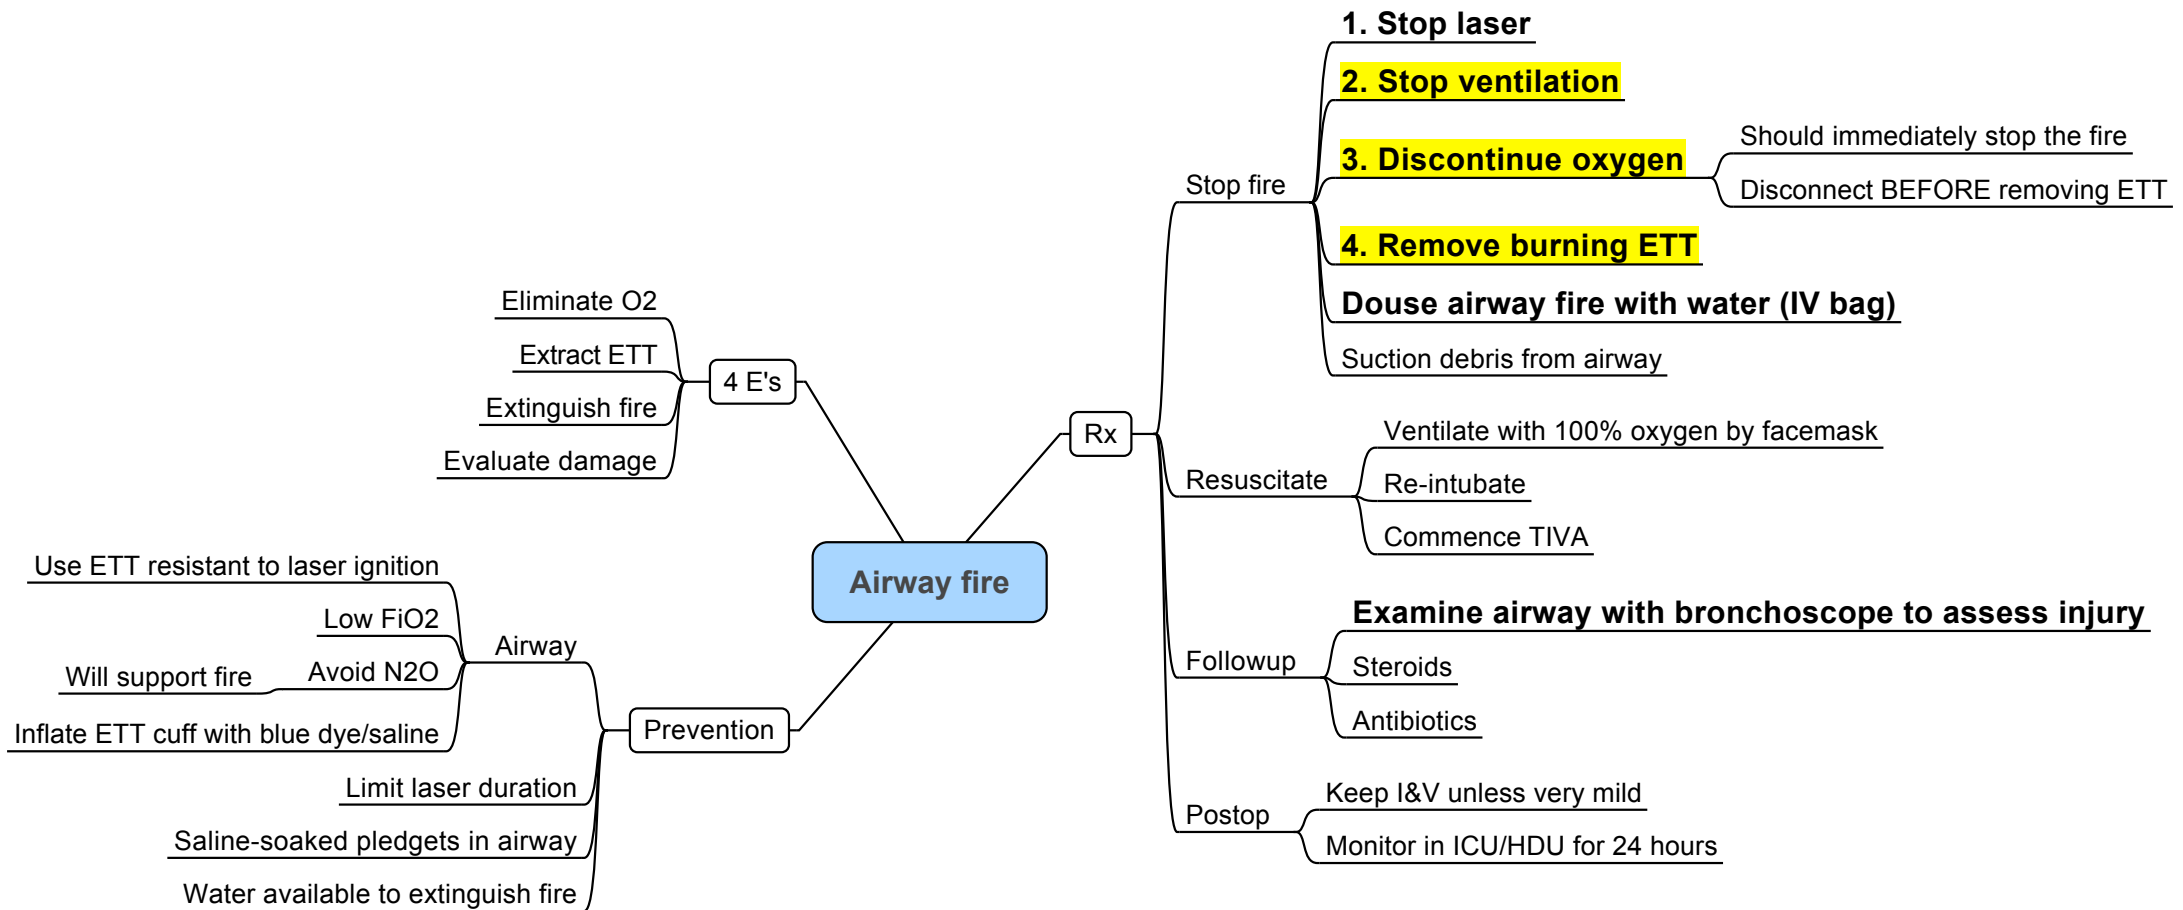 Airway fire
4 E's
Eliminate O2
Extract ETT
Extinguish fire
Evaluate damage
Prevention
Airway
Use ETT resistant to laser ignition
Low FiO2
Avoid N2O
Will support fire
Inflate ETT cuff with blue dye/saline
Limit laser duration
Saline-soaked pledgets in airway
Water available to extinguish fire
Rx
Stop fire
1. Stop laser
2. Stop ventilation
3. Discontinue oxygen
Should immediately stop the fire
Disconnect BEFORE removing ETT
4. Remove burning ETT
Douse airway fire with water (IV bag)
Suction debris from airway
Resuscitate
Ventilate with 100% oxygen by facemask
Re-intubate
Commence TIVA
Followup
Examine airway with bronchoscope to assess injury
Steroids
Antibiotics
Postop
Keep I&V unless very mild
Monitor in ICU/HDU for 24 hours